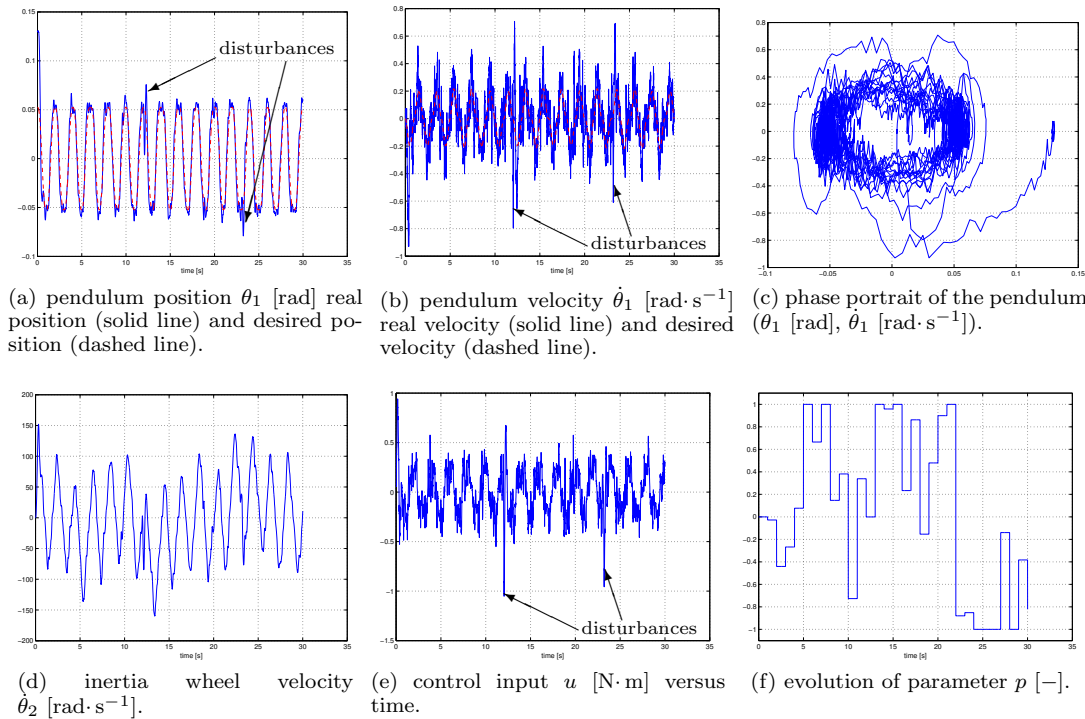 0.15
0.1
0.05
0
−0.05
−0.1
0 5 10 15 20 25 30 35
time [s]
disturbances
0.8
0.6
0.4
0.2
0
−0.2
−0.4
−0.6
−0.8
−1
0 5 10 15 20 25 30 35
time [s]
disturbances
0.8
0.6
0.4
0.2
0
−0.2
−0.4
−0.6
−0.8
−1
−0.1 −0.05 0 0.05 0.1 0.15
(a) pendulum position θ₁ [rad] real
position (solid line) and desired po-
sition (dashed line).
(b) pendulum velocity θ̇₁ [rad· s⁻¹]
real velocity (solid line) and desired
velocity (dashed line).
(c) phase portrait of the pendulum
(θ₁ [rad], θ̇₁ [rad· s⁻¹]).
200
150
100
50
0
−50
−100
−150
−200
0 5 10 15 20 25 30 35
time [s]
1
0.5
0
−0.5
−1
−1.5
0 5 10 15 20 25 30 35
time [s]
disturbances
1
0.8
0.6
0.4
0.2
0
−0.2
−0.4
−0.6
−0.8
−1
0 5 10 15 20 25 30 35
time [s]
(d) inertia wheel velocity
θ̇₂ [rad· s⁻¹].
(e) control input u [N· m] versus
time.
(f) evolution of parameter p [−].